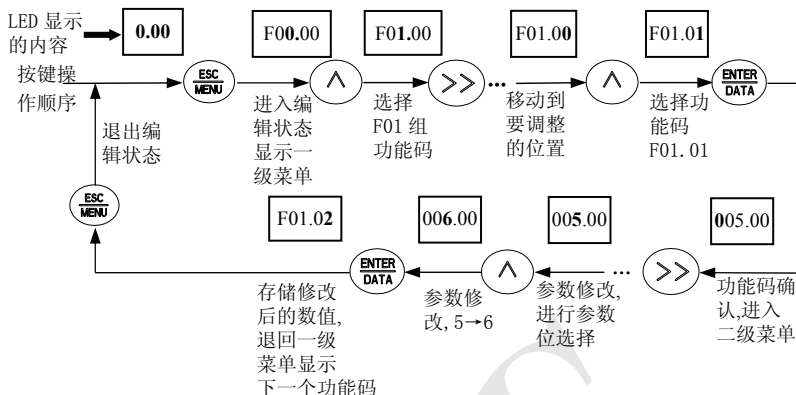 LED 显示
的内容
0.00
F00.00
F01.00
F01.00
F01.01
按键操
作顺序
ESC
MENU
∧
>>
...
∧
ENTER
DATA
进入编
辑状态
显示一
级菜单
选择
F01 组
功能码
移动到
要调整
的位置
选择功
能码
F01.01
退出编
辑状态
ESC
MENU
F01.02
006.00
005.00
005.00
ENTER
DATA
∧
...
>>
存储修改
后的数值,
退回一级
菜单显示
下一个功能码
参数修
改,5→6
参数修改,
进行参数
位选择
功能码确
认,进入
二级菜单